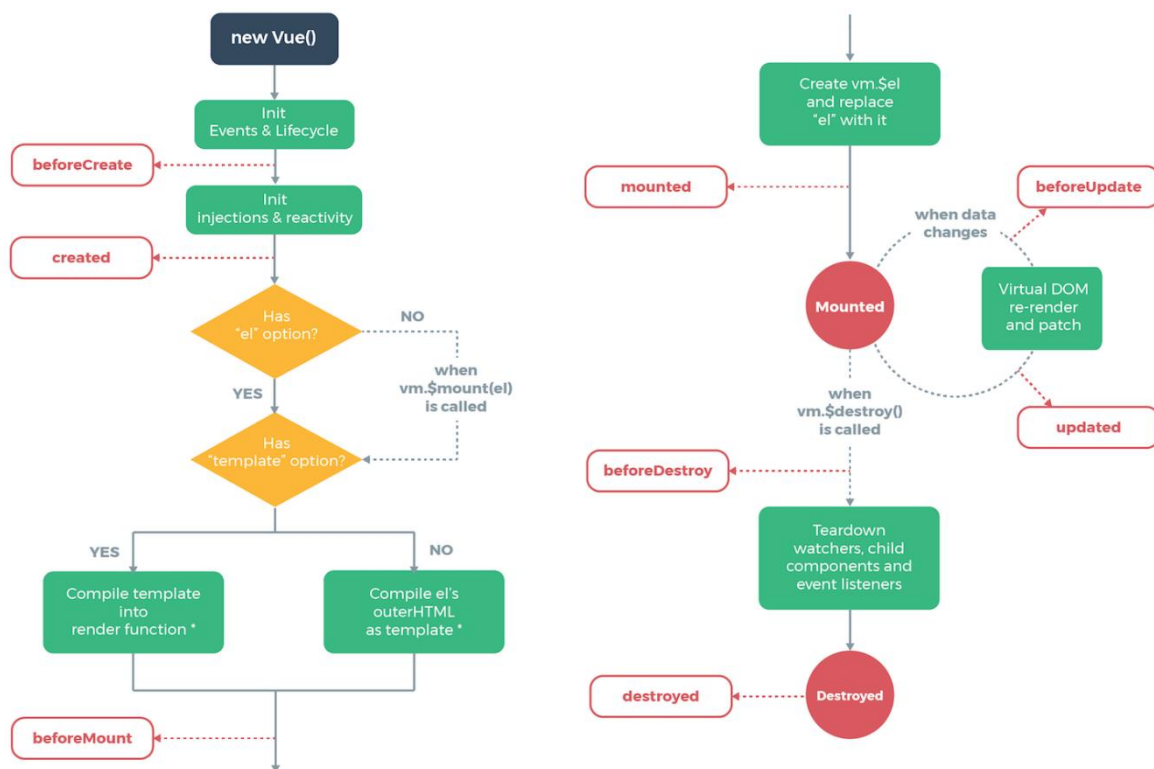 new Vue()
Init
Events & Lifecycle
beforeCreate
Init
injections & reactivity
created
Has
“el” option?
NO
YES
when
vm.$mount(el)
is called
Has
“template” option?
YES
NO
Compile template
into
render function *
Compile el’s
outerHTML
as template *
beforeMount
Create vm.$el
and replace
“el” with it
mounted
beforeUpdate
when data
changes
Mounted
Virtual DOM
re-render
and patch
when
vm.$destroy()
is called
updated
beforeDestroy
Teardown
watchers, child
components and
event listeners
destroyed
Destroyed